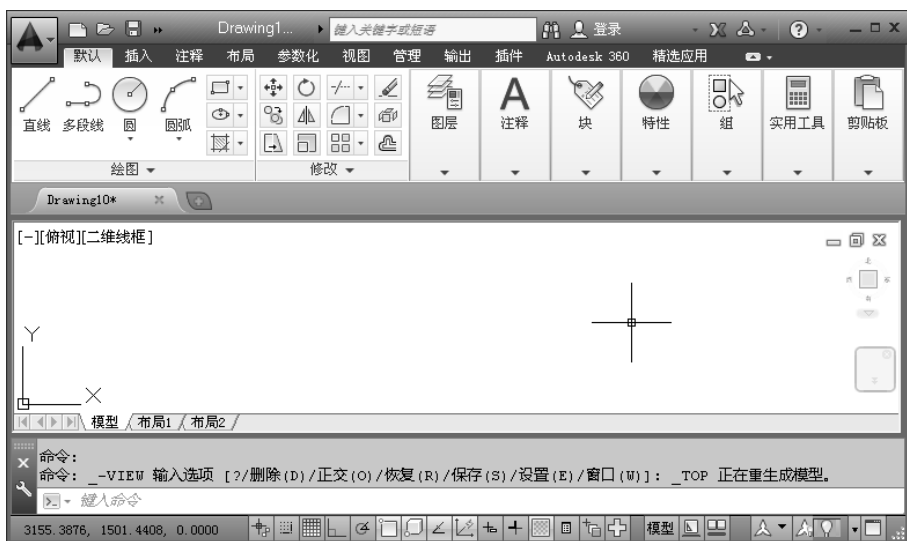 Drawing1... 键入关键字或短语 登录
默认 插入 注释 布局 参数化 视图 管理 输出 插件 Autodesk 360 精选应用
直线 多段线 圆 圆弧 图层 注释 块 特性 组 实用工具 剪贴板
绘图 修改
Drawing10*
[-][俯视][二维线框]
上
Y
X
模型 布局1 布局2
命令:
命令: _-VIEW 输入选项 [?/删除(D)/正交(O)/恢复(R)/保存(S)/设置(E)/窗口(W)]: _TOP 正在重生成模型。
键入命令
3155.3876, 1501.4408, 0.0000 模型